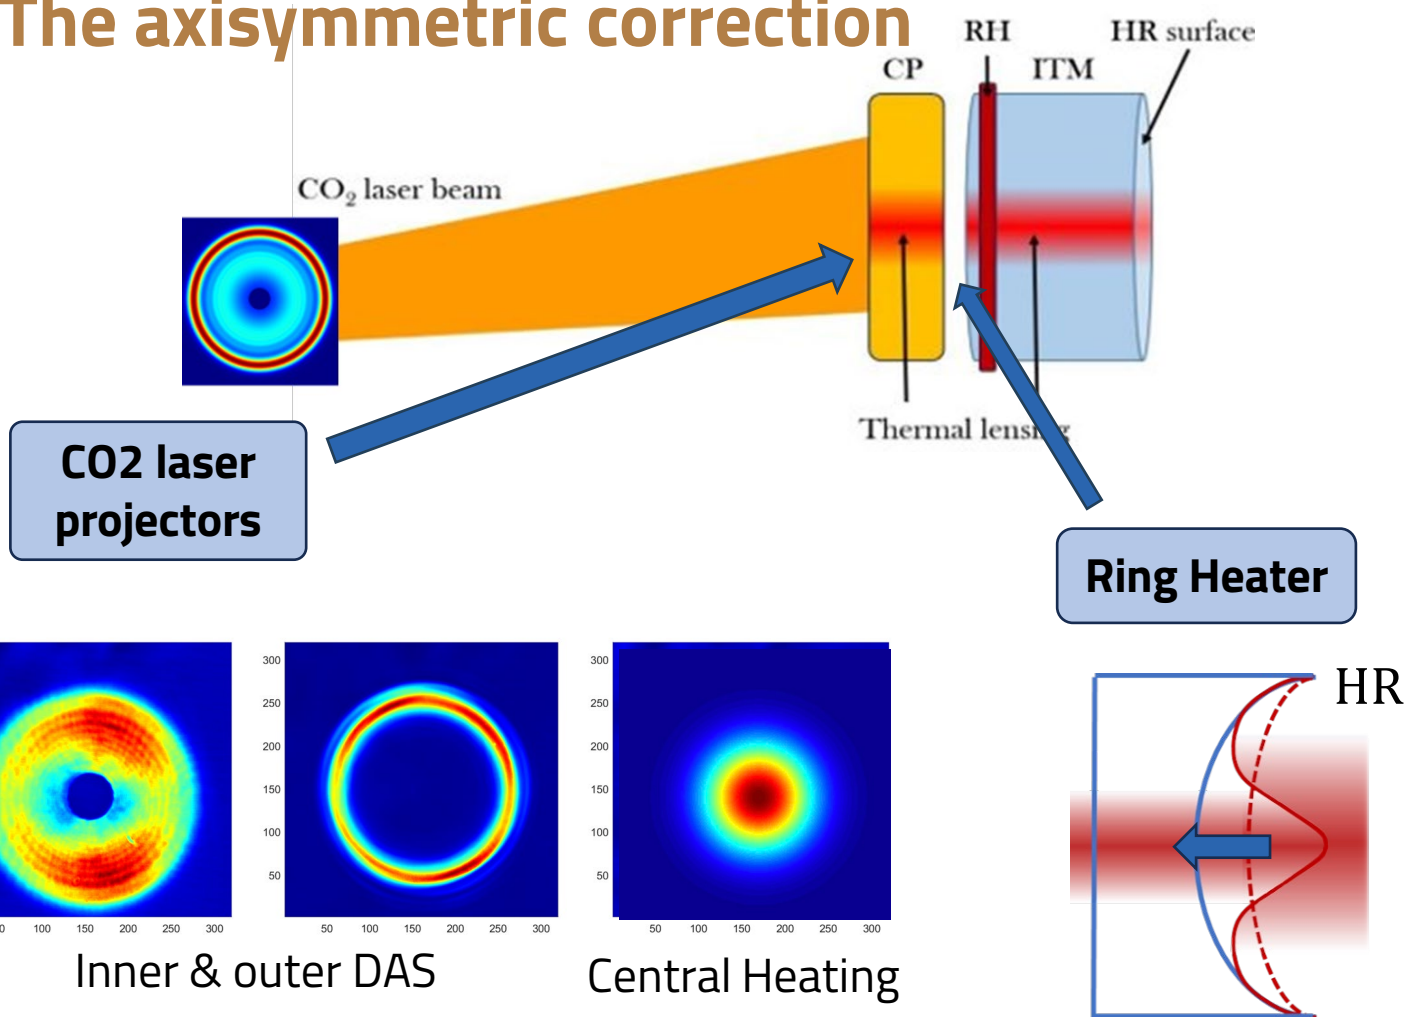 The axisymmetric correction
RH
HR surface
CP
ITM
CO₂ laser beam
Thermal lensing
CO2 laser
projectors
Ring Heater
300
250
200
150
100
50
300
250
200
150
100
50
HR
0 100 150 200 250 300
50 100 150 200 250 300
50 100 150 200 250 300
Inner & outer DAS
Central Heating